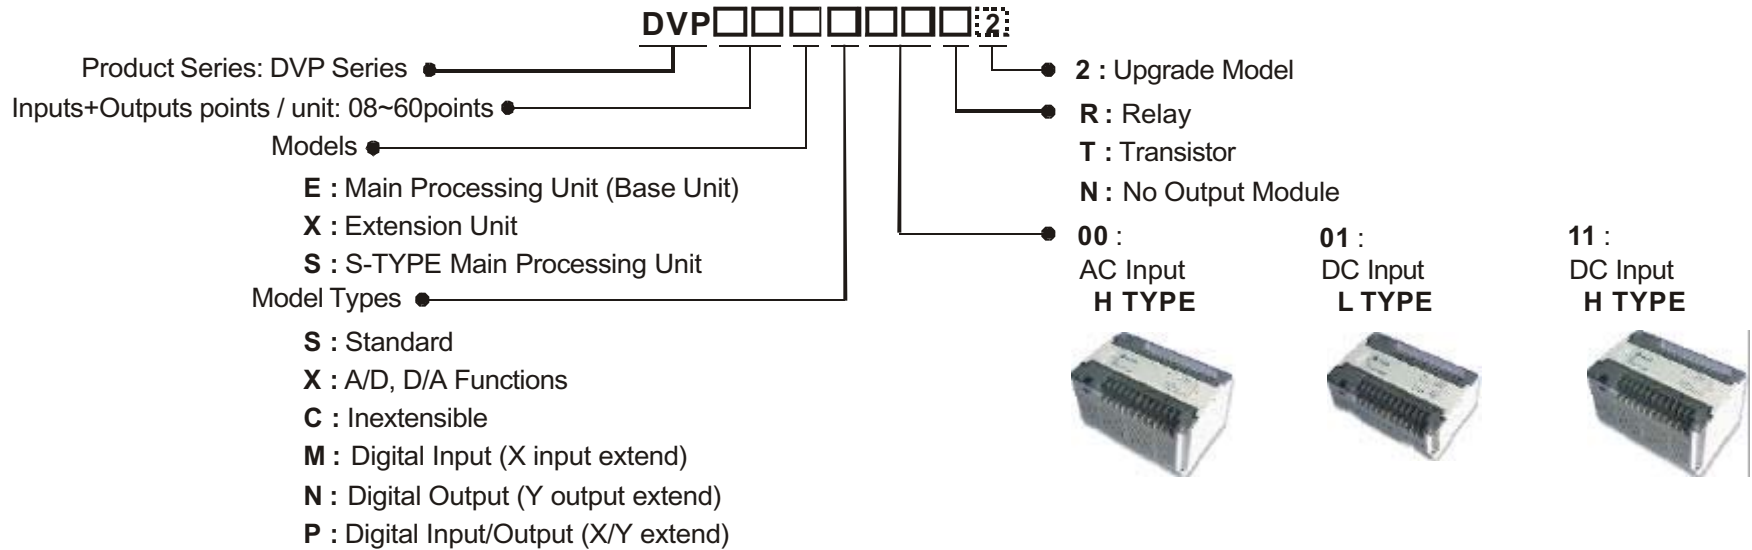 DVP□□□□□□□2
Product Series: DVP Series
Inputs+Outputs points / unit: 08~60points
Models
E : Main Processing Unit (Base Unit)
X : Extension Unit
S : S-TYPE Main Processing Unit
Model Types
S : Standard
X : A/D, D/A Functions
C : Inextensible
M : Digital Input (X input extend)
N : Digital Output (Y output extend)
P : Digital Input/Output (X/Y extend)
2 : Upgrade Model
R : Relay
T : Transistor
N : No Output Module
00 :
AC Input
H TYPE
01 :
DC Input
L TYPE
11 :
DC Input
H TYPE